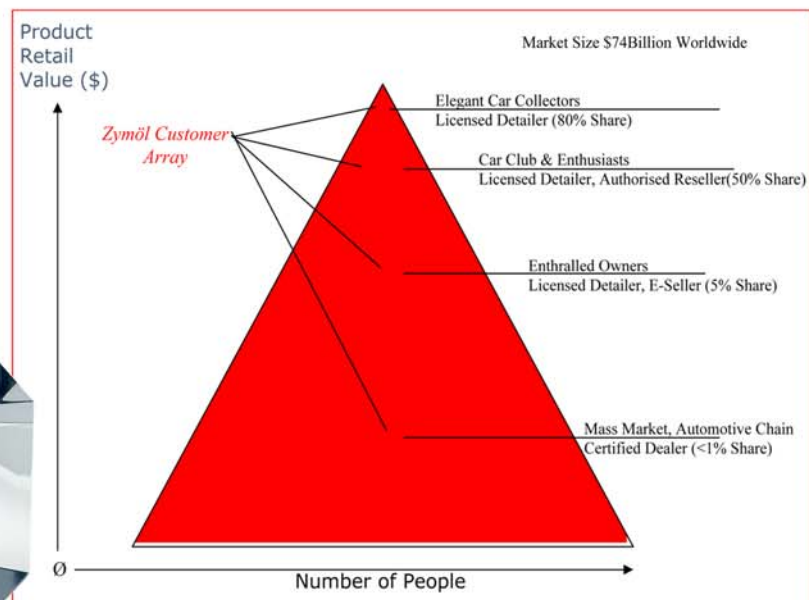 Product
Retail
Value ($)
Market Size $74Billion Worldwide
Zymöl Customer
Array
Elegant Car Collectors
Licensed Detailer (80% Share)
Car Club & Enthusiasts
Licensed Detailer, Authorised Reseller(50% Share)
Enthralled Owners
Licensed Detailer, E-Seller (5% Share)
Mass Market, Automotive Chain
Certified Dealer (<1% Share)
Ø
Number of People